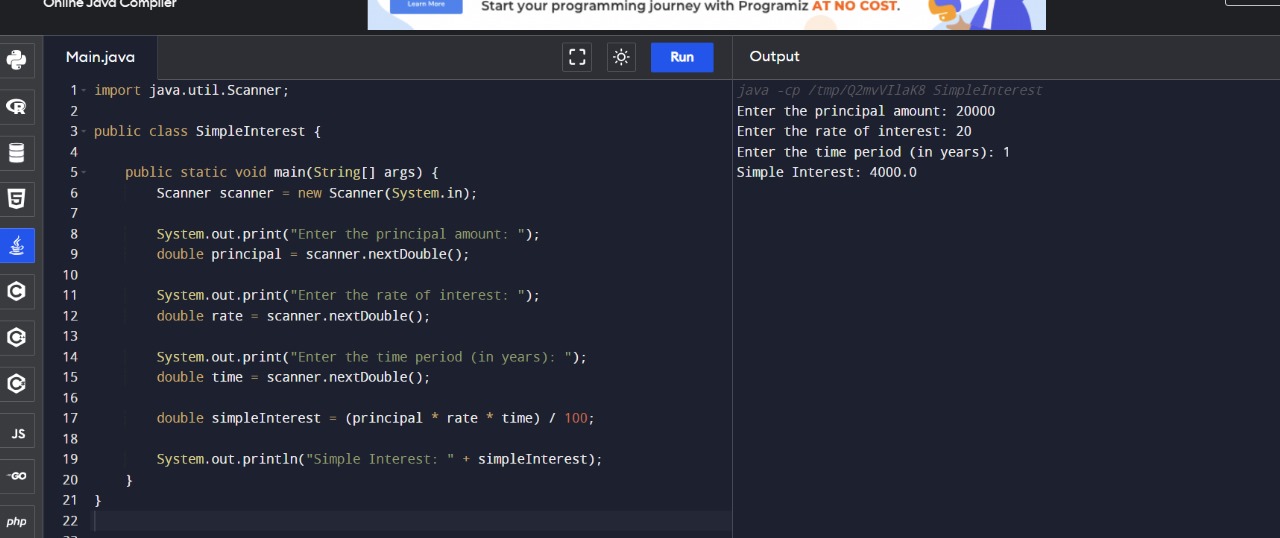 Online Java Compiler
Learn More
Start your programming journey with Programiz AT NO COST.
Main.java
Run
Output
1 import java.util.Scanner;
2
3 public class SimpleInterest {
4
5 public static void main(String[] args) {
6 Scanner scanner = new Scanner(System.in);
7
8 System.out.print("Enter the principal amount: ");
9 double principal = scanner.nextDouble();
10
11 System.out.print("Enter the rate of interest: ");
12 double rate = scanner.nextDouble();
13
14 System.out.print("Enter the time period (in years): ");
15 double time = scanner.nextDouble();
16
17 double simpleInterest = (principal * rate * time) / 100;
18
19 System.out.println("Simple Interest: " + simpleInterest);
20 }
21 }
22
java -cp /tmp/Q2mvVIlaK8 SimpleInterest
Enter the principal amount: 20000
Enter the rate of interest: 20
Enter the time period (in years): 1
Simple Interest: 4000.0
JS
GO
php